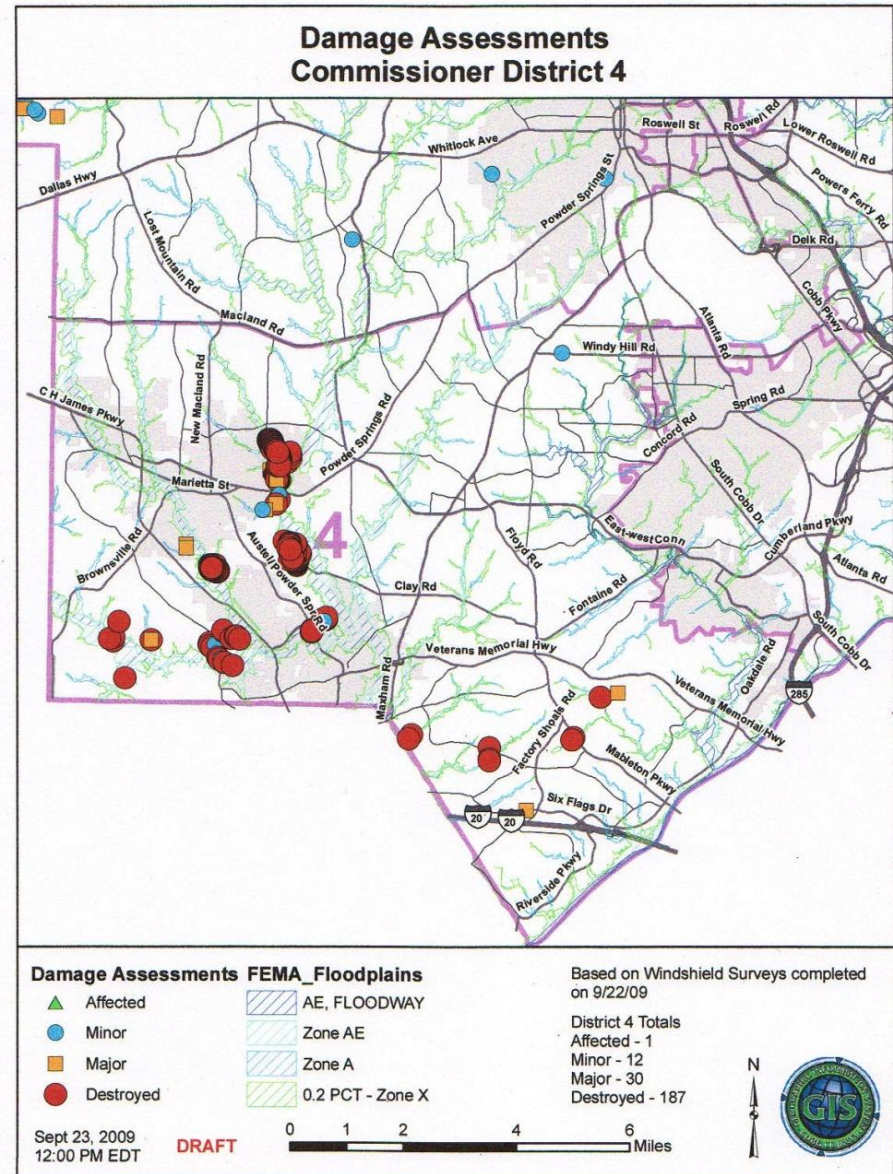 Damage Assessments
Commissioner District 4
Roswell St
Roswell Rd
Lower Roswell Rd
Whitlock Ave
Dallas Hwy
Powder Springs St
Powers Ferry Rd
Delk Rd
Lost Mountain Rd
Cobb Pkwy
Macland Rd
Atlanta Rd
Windy Hill Rd
New Macland Rd
C H James Pkwy
Spring Rd
Concord Rd
Powder Springs Rd
Marietta St
South Cobb Dr
4
Cumberland Pkwy
East-west Conn
Floyd Rd
Brownsville Rd
Austell Powder Spr Rd
Atlanta Rd
Clay Rd
Fontaine Rd
Veterans Memorial Hwy
South Cobb Dr
Oakdale Rd
Maxham Rd
285
Veterans Memorial Hwy
Factory Shoals Rd
Mableton Pkwy
Six Flags Dr
20
20
Riverside Pkwy
Damage Assessments
Affected
Minor
Major
Destroyed
FEMA_Floodplains
AE, FLOODWAY
Zone AE
Zone A
0.2 PCT - Zone X
Based on Windshield Surveys completed
on 9/22/09
District 4 Totals
Affected - 1
Minor - 12
Major - 30
Destroyed - 187
N
GIS
Sept 23, 2009
12:00 PM EDT
DRAFT
0 1 2 4 6
Miles